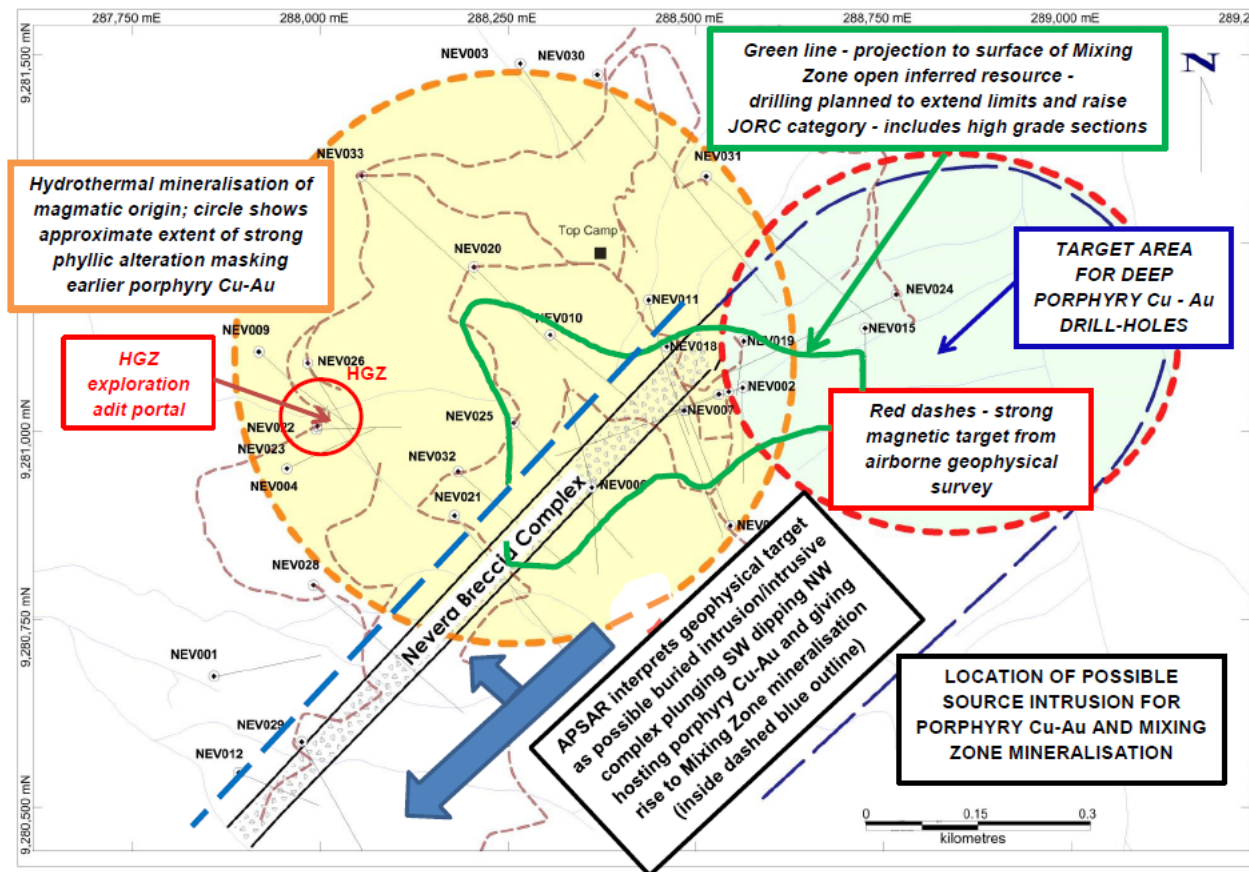 287,750 mE
288,000 mE
288,250 mE
288,500 mE
288,750 mE
289,000 mE
9,281,500 mN
9,281,000 mN
9,280,750 mN
9,280,500 mN
N
Green line - projection to surface of Mixing
Zone open inferred resource -
drilling planned to extend limits and raise
JORC category - includes high grade sections
Hydrothermal mineralisation of
magmatic origin; circle shows
approximate extent of strong
phyllic alteration masking
earlier porphyry Cu-Au
TARGET AREA
FOR DEEP
PORPHYRY Cu - Au
DRILL-HOLES
HGZ
exploration
adit portal
HGZ
Red dashes - strong
magnetic target from
airborne geophysical
survey
APSAR interprets geophysical target
as possible buried intrusion/intrusive
complex plunging SW dipping NW
hosting porphyry Cu-Au and giving
rise to Mixing Zone mineralisation
(inside dashed blue outline)
LOCATION OF POSSIBLE
SOURCE INTRUSION FOR
PORPHYRY Cu-Au AND MIXING
ZONE MINERALISATION
Nevera Breccia Complex
Top Camp
NEV003
NEV030
NEV033
NEV031
NEV020
NEV024
NEV011
NEV015
NEV009
NEV010
NEV018
NEV019
NEV026
NEV002
NEV007
NEV025
NEV022
NEV023
NEV004
NEV032
NEV021
NEV028
NEV001
NEV029
NEV012
0
0.15
0.3
kilometres